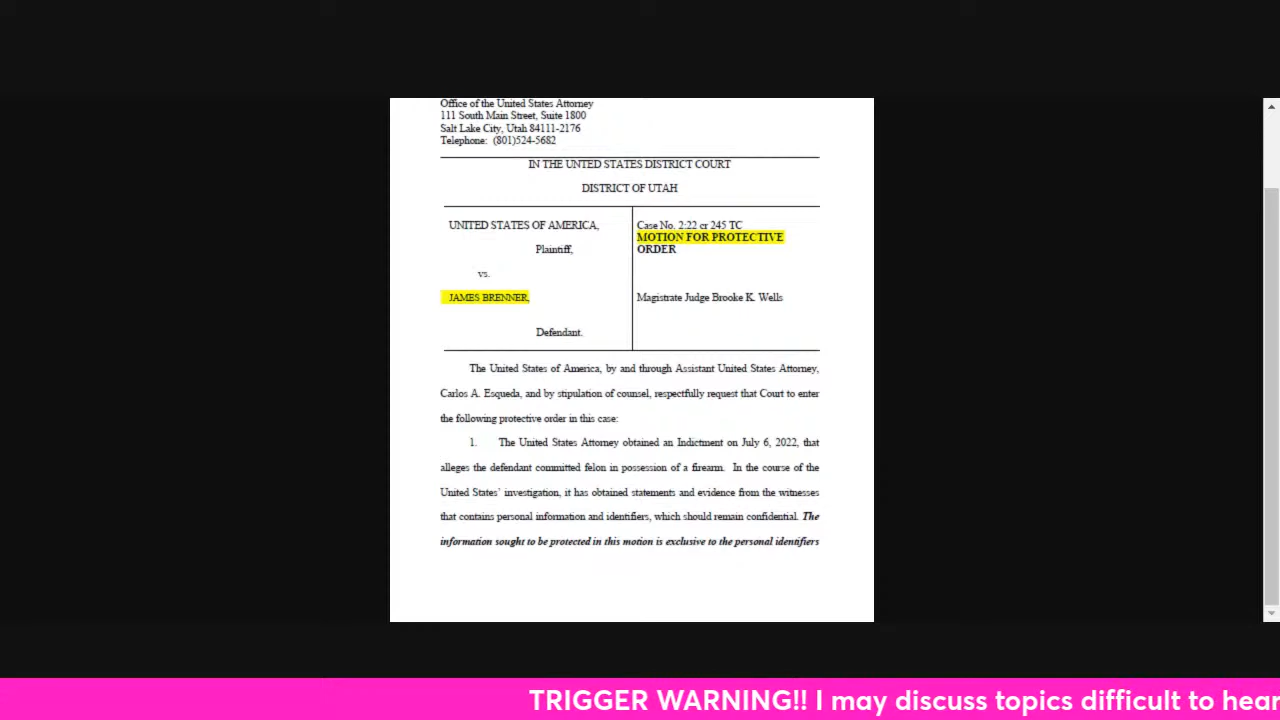 Office of the United States Attorney
111 South Main Street, Suite 1800
Salt Lake City, Utah 84111-2176
Telephone: (801)524-5682
IN THE UNTED STATES DISTRICT COURT
DISTRICT OF UTAH
UNITED STATES OF AMERICA,
Plaintiff,
vs.
JAMES BRENNER,
Defendant.
Case No. 2:22 cr 245 TC
MOTION FOR PROTECTIVE
ORDER
Magistrate Judge Brooke K. Wells
The United States of America, by and through Assistant United States Attorney,
Carlos A. Esqueda, and by stipulation of counsel, respectfully request that Court to enter
the following protective order in this case:
1. The United States Attorney obtained an Indictment on July 6, 2022, that
alleges the defendant committed felon in possession of a firearm. In the course of the
United States' investigation, it has obtained statements and evidence from the witnesses
that contains personal information and identifiers, which should remain confidential. The
information sought to be protected in this motion is exclusive to the personal identifiers
TRIGGER WARNING!! I may discuss topics difficult to hear